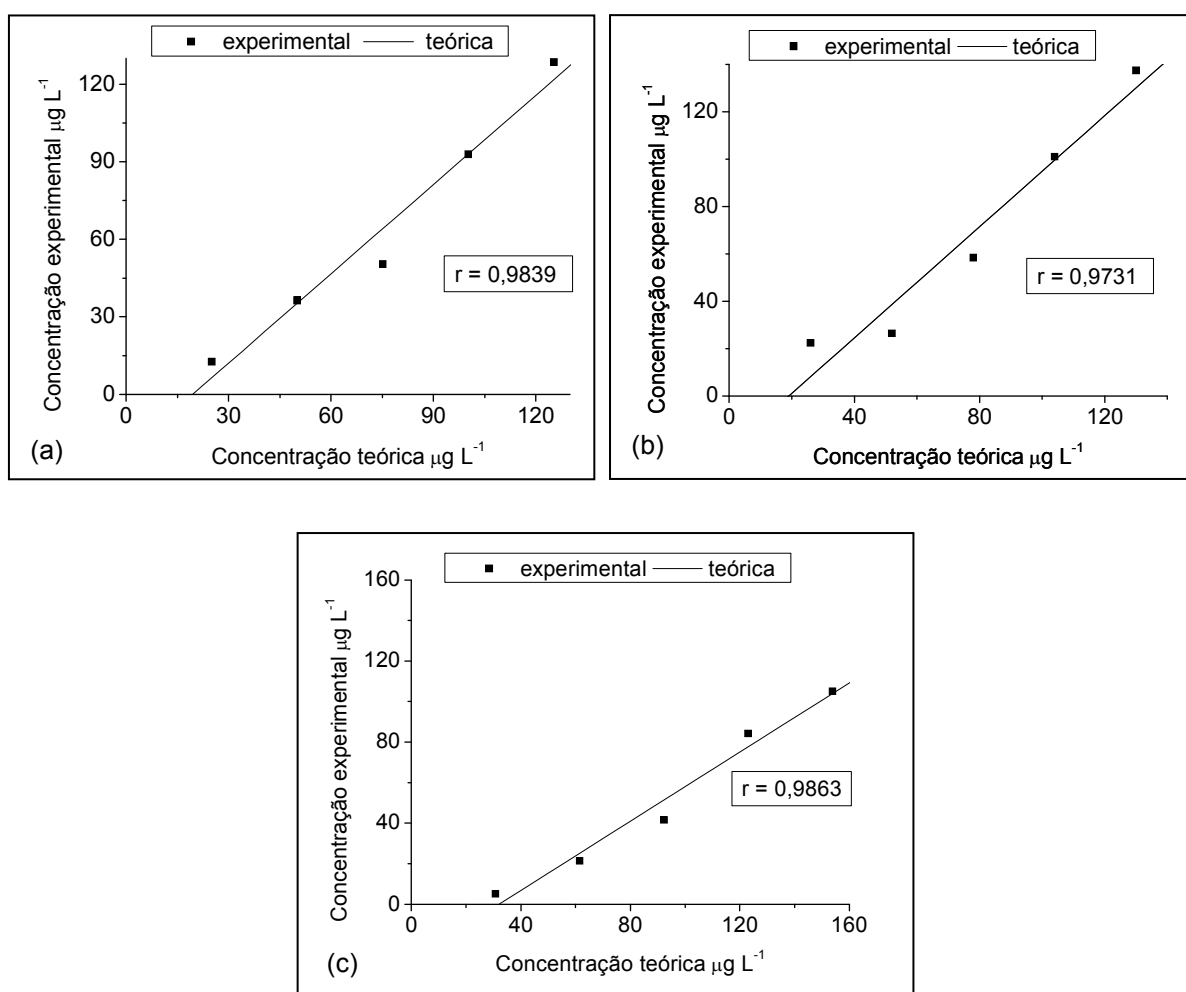 experimental teórica
Concentração experimental µg L⁻¹
120
90
60
30
0
r = 0,9839
0 30 60 90 120
Concentração teórica µg L⁻¹
(a)
experimental teórica
Concentração experimental µg L⁻¹
120
80
40
0
r = 0,9731
0 40 80 120
Concentração teórica µg L⁻¹
(b)
experimental teórica
Concentração experimental µg L⁻¹
160
120
80
40
0
r = 0,9863
0 40 80 120 160
Concentração teórica µg L⁻¹
(c)